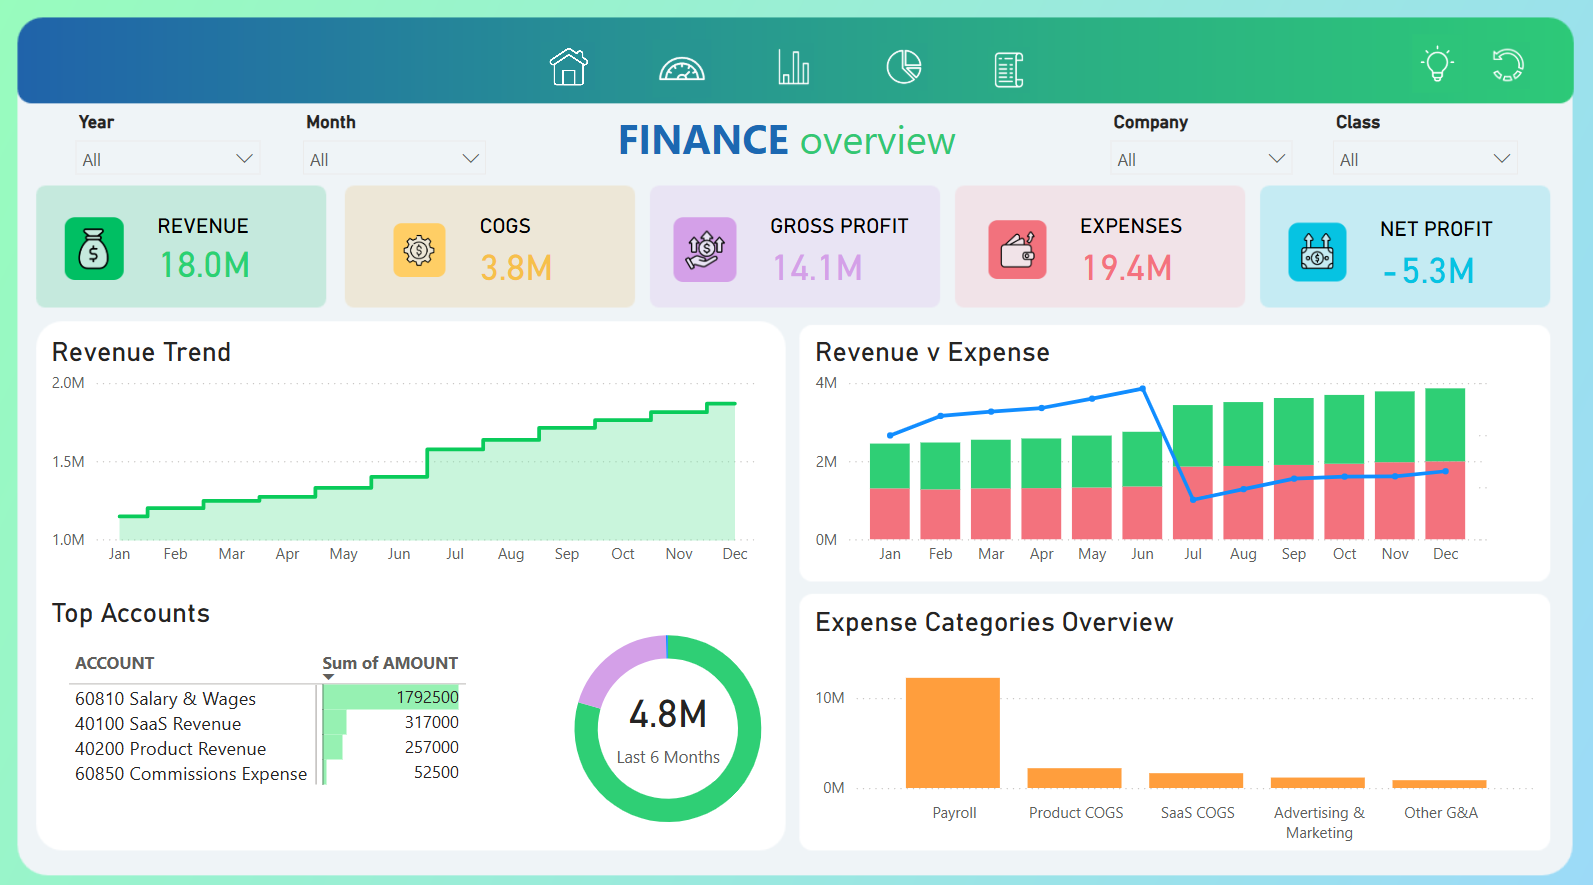 Year
Month
FINANCE overview
Company
Class
All
All
All
All
REVENUE
18.0M
COGS
3.8M
GROSS PROFIT
14.1M
EXPENSES
19.4M
NET PROFIT
-5.3M
Revenue Trend
2.0M
1.5M
1.0M
Jan Feb Mar Apr May Jun Jul Aug Sep Oct Nov Dec
Revenue v Expense
4M
2M
0M
Jan Feb Mar Apr May Jun Jul Aug Sep Oct Nov Dec
Top Accounts
ACCOUNT Sum of AMOUNT
60810 Salary & Wages 1792500
40100 SaaS Revenue 317000
40200 Product Revenue 257000
60850 Commissions Expense 52500
4.8M
Last 6 Months
Expense Categories Overview
10M
0M
Payroll Product COGS SaaS COGS Advertising & Other G&A
Marketing